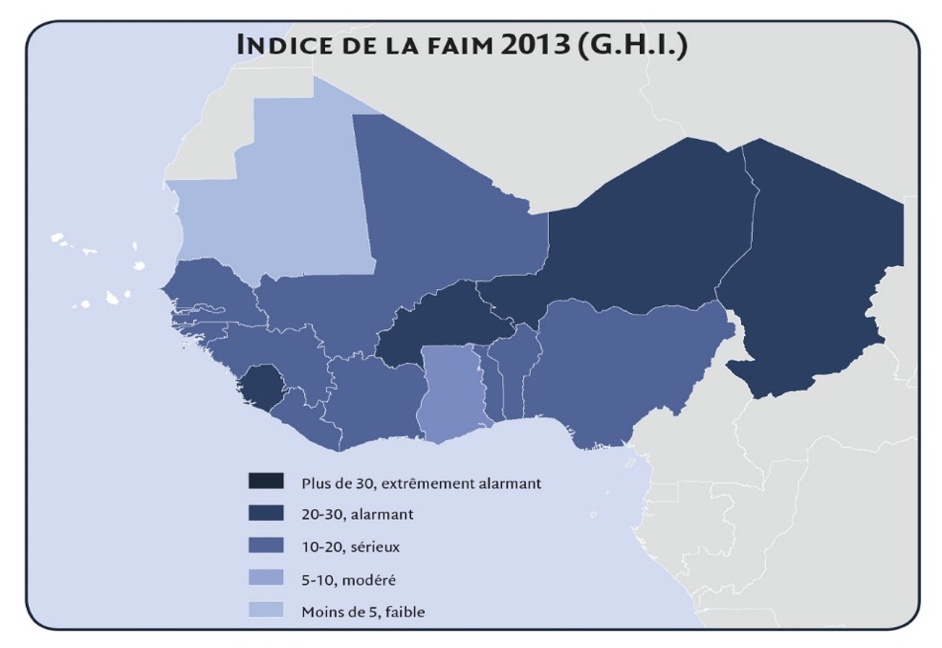 INDICE DE LA FAIM 2013 (G.H.I.)
Plus de 30, extrêmement alarmant
20-30, alarmant
10-20, sérieux
5-10, modéré
Moins de 5, faible